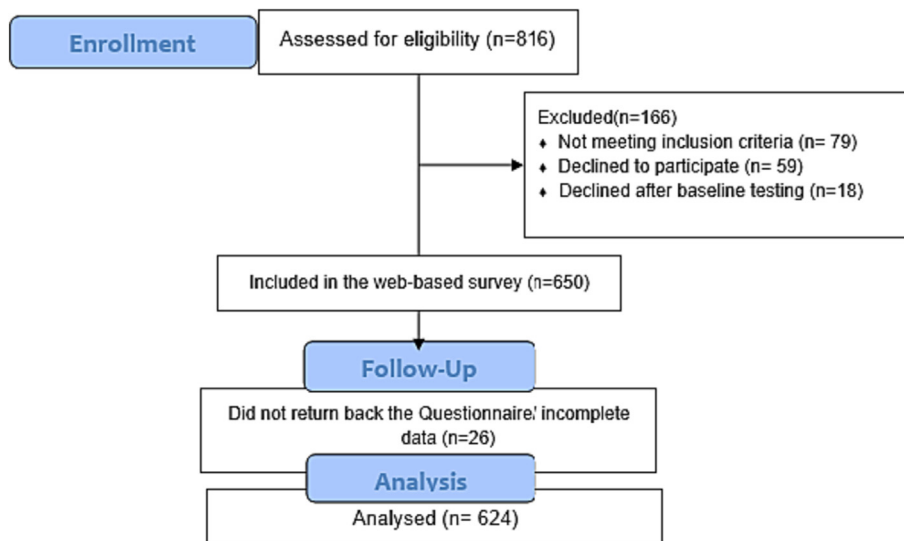 Enrollment
Assessed for eligibility (n=816)
Excluded(n=166)
♦ Not meeting inclusion criteria (n= 79)
♦ Declined to participate (n= 59)
♦ Declined after baseline testing (n=18)
Included in the web-based survey (n=650)
Follow-Up
Did not return back the Questionnaire/ incomplete
data (n=26)
Analysis
Analysed (n= 624)